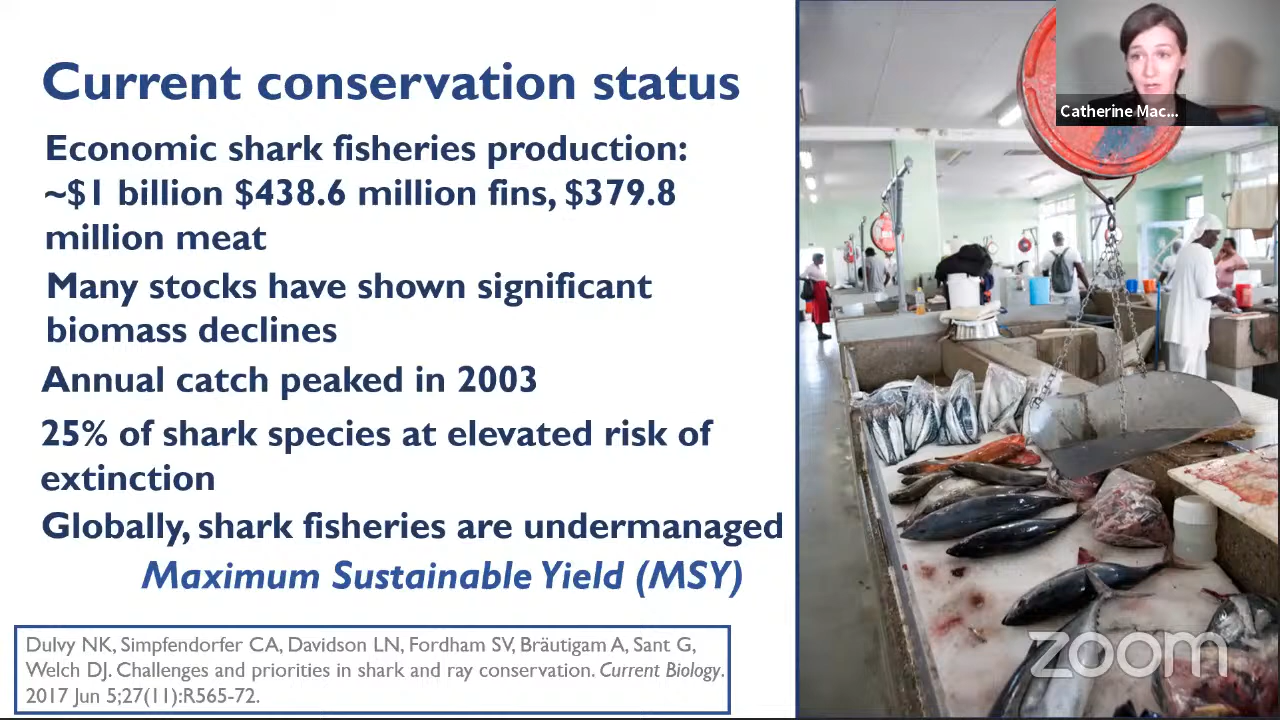 Current conservation status
Economic shark fisheries production:
~$1 billion $438.6 million fins, $379.8
million meat
Many stocks have shown significant
biomass declines
Annual catch peaked in 2003
25% of shark species at elevated risk of
extinction
Globally, shark fisheries are undermanaged
Maximum Sustainable Yield (MSY)
Dulvy NK, Simpfendorfer CA, Davidson LN, Fordham SV, Bräutigam A, Sant G,
Welch DJ. Challenges and priorities in shark and ray conservation. Current Biology.
2017 Jun 5;27(11):R565-72.
Catherine Mac...
zoom